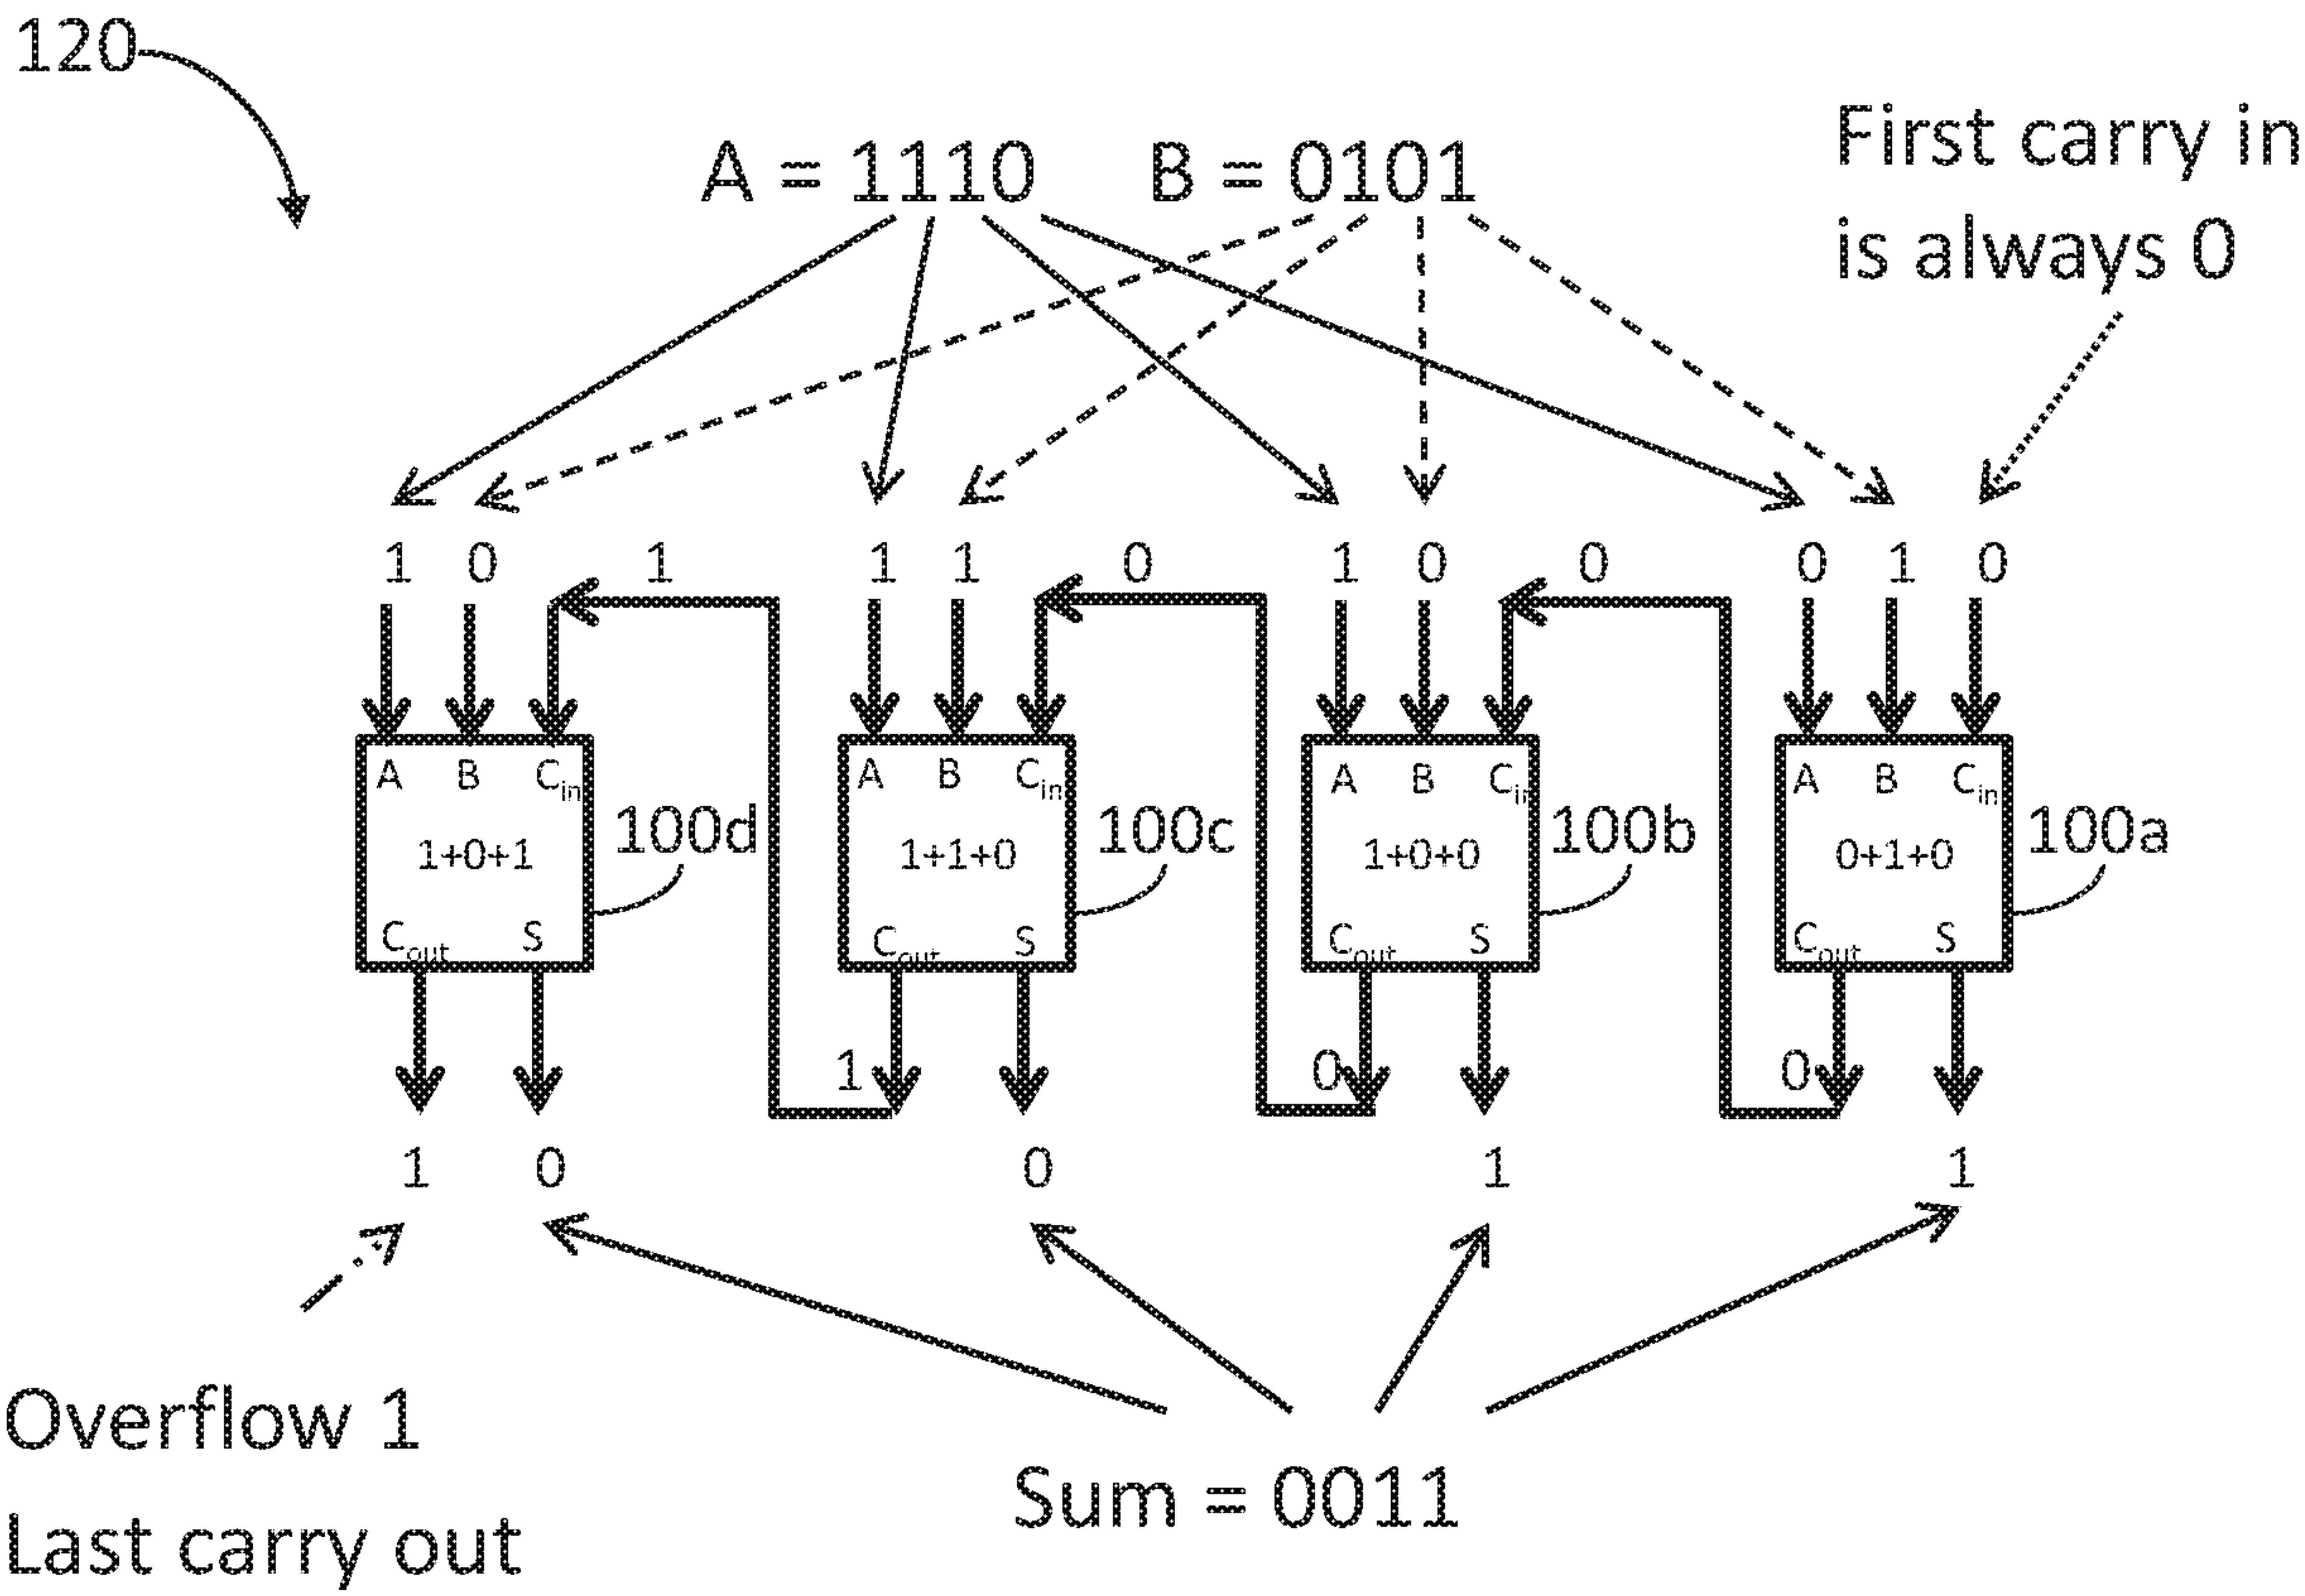 120
A = 1110 B = 0101
First carry in
is always 0
1 0 1 1 1 0 1 0 0 0 1 0
A B Cin A B Cin A B Cin A B Cin
1+0+1 100d 1+1+0 100c 1+0+0 100b 0+1+0 100a
Cout S Cout S Cout S Cout S
1 0 0
1 0 0 1 1
Overflow 1
Last carry out
Sum = 0011